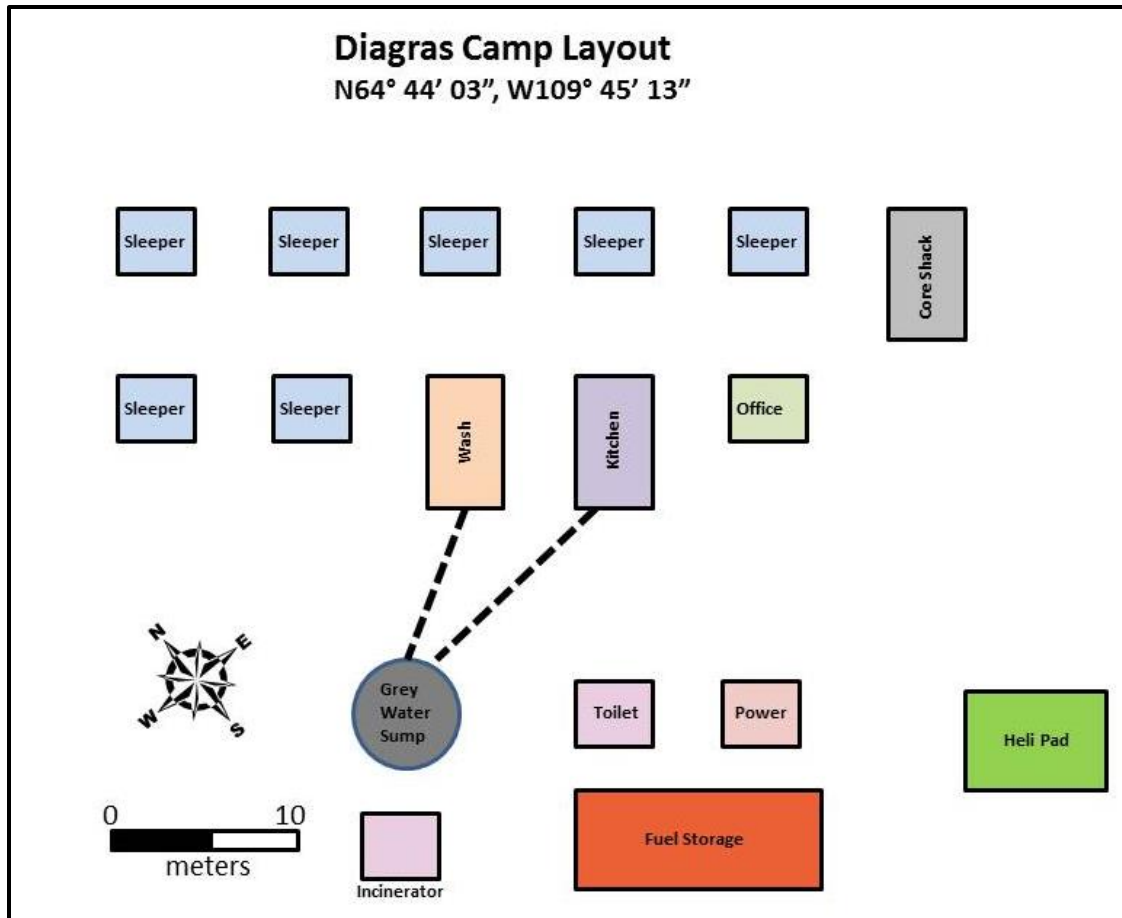 Diagras Camp Layout
N64° 44’ 03”, W109° 45’ 13”
Sleeper
Sleeper
Sleeper
Sleeper
Sleeper
Core Shack
Sleeper
Sleeper
Wash
Kitchen
Office
N
E
W
S
Grey
Water
Sump
Toilet
Power
Heli Pad
0 10
meters
Incinerator
Fuel Storage